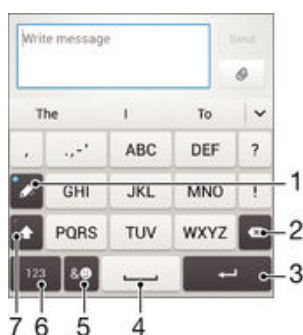 Write message
Send
The I To
, .,-' ABC DEF ?
GHI JKL MNO ! 1
PQRS TUV WXYZ 2
123 &☻ 3
7 6 5 4